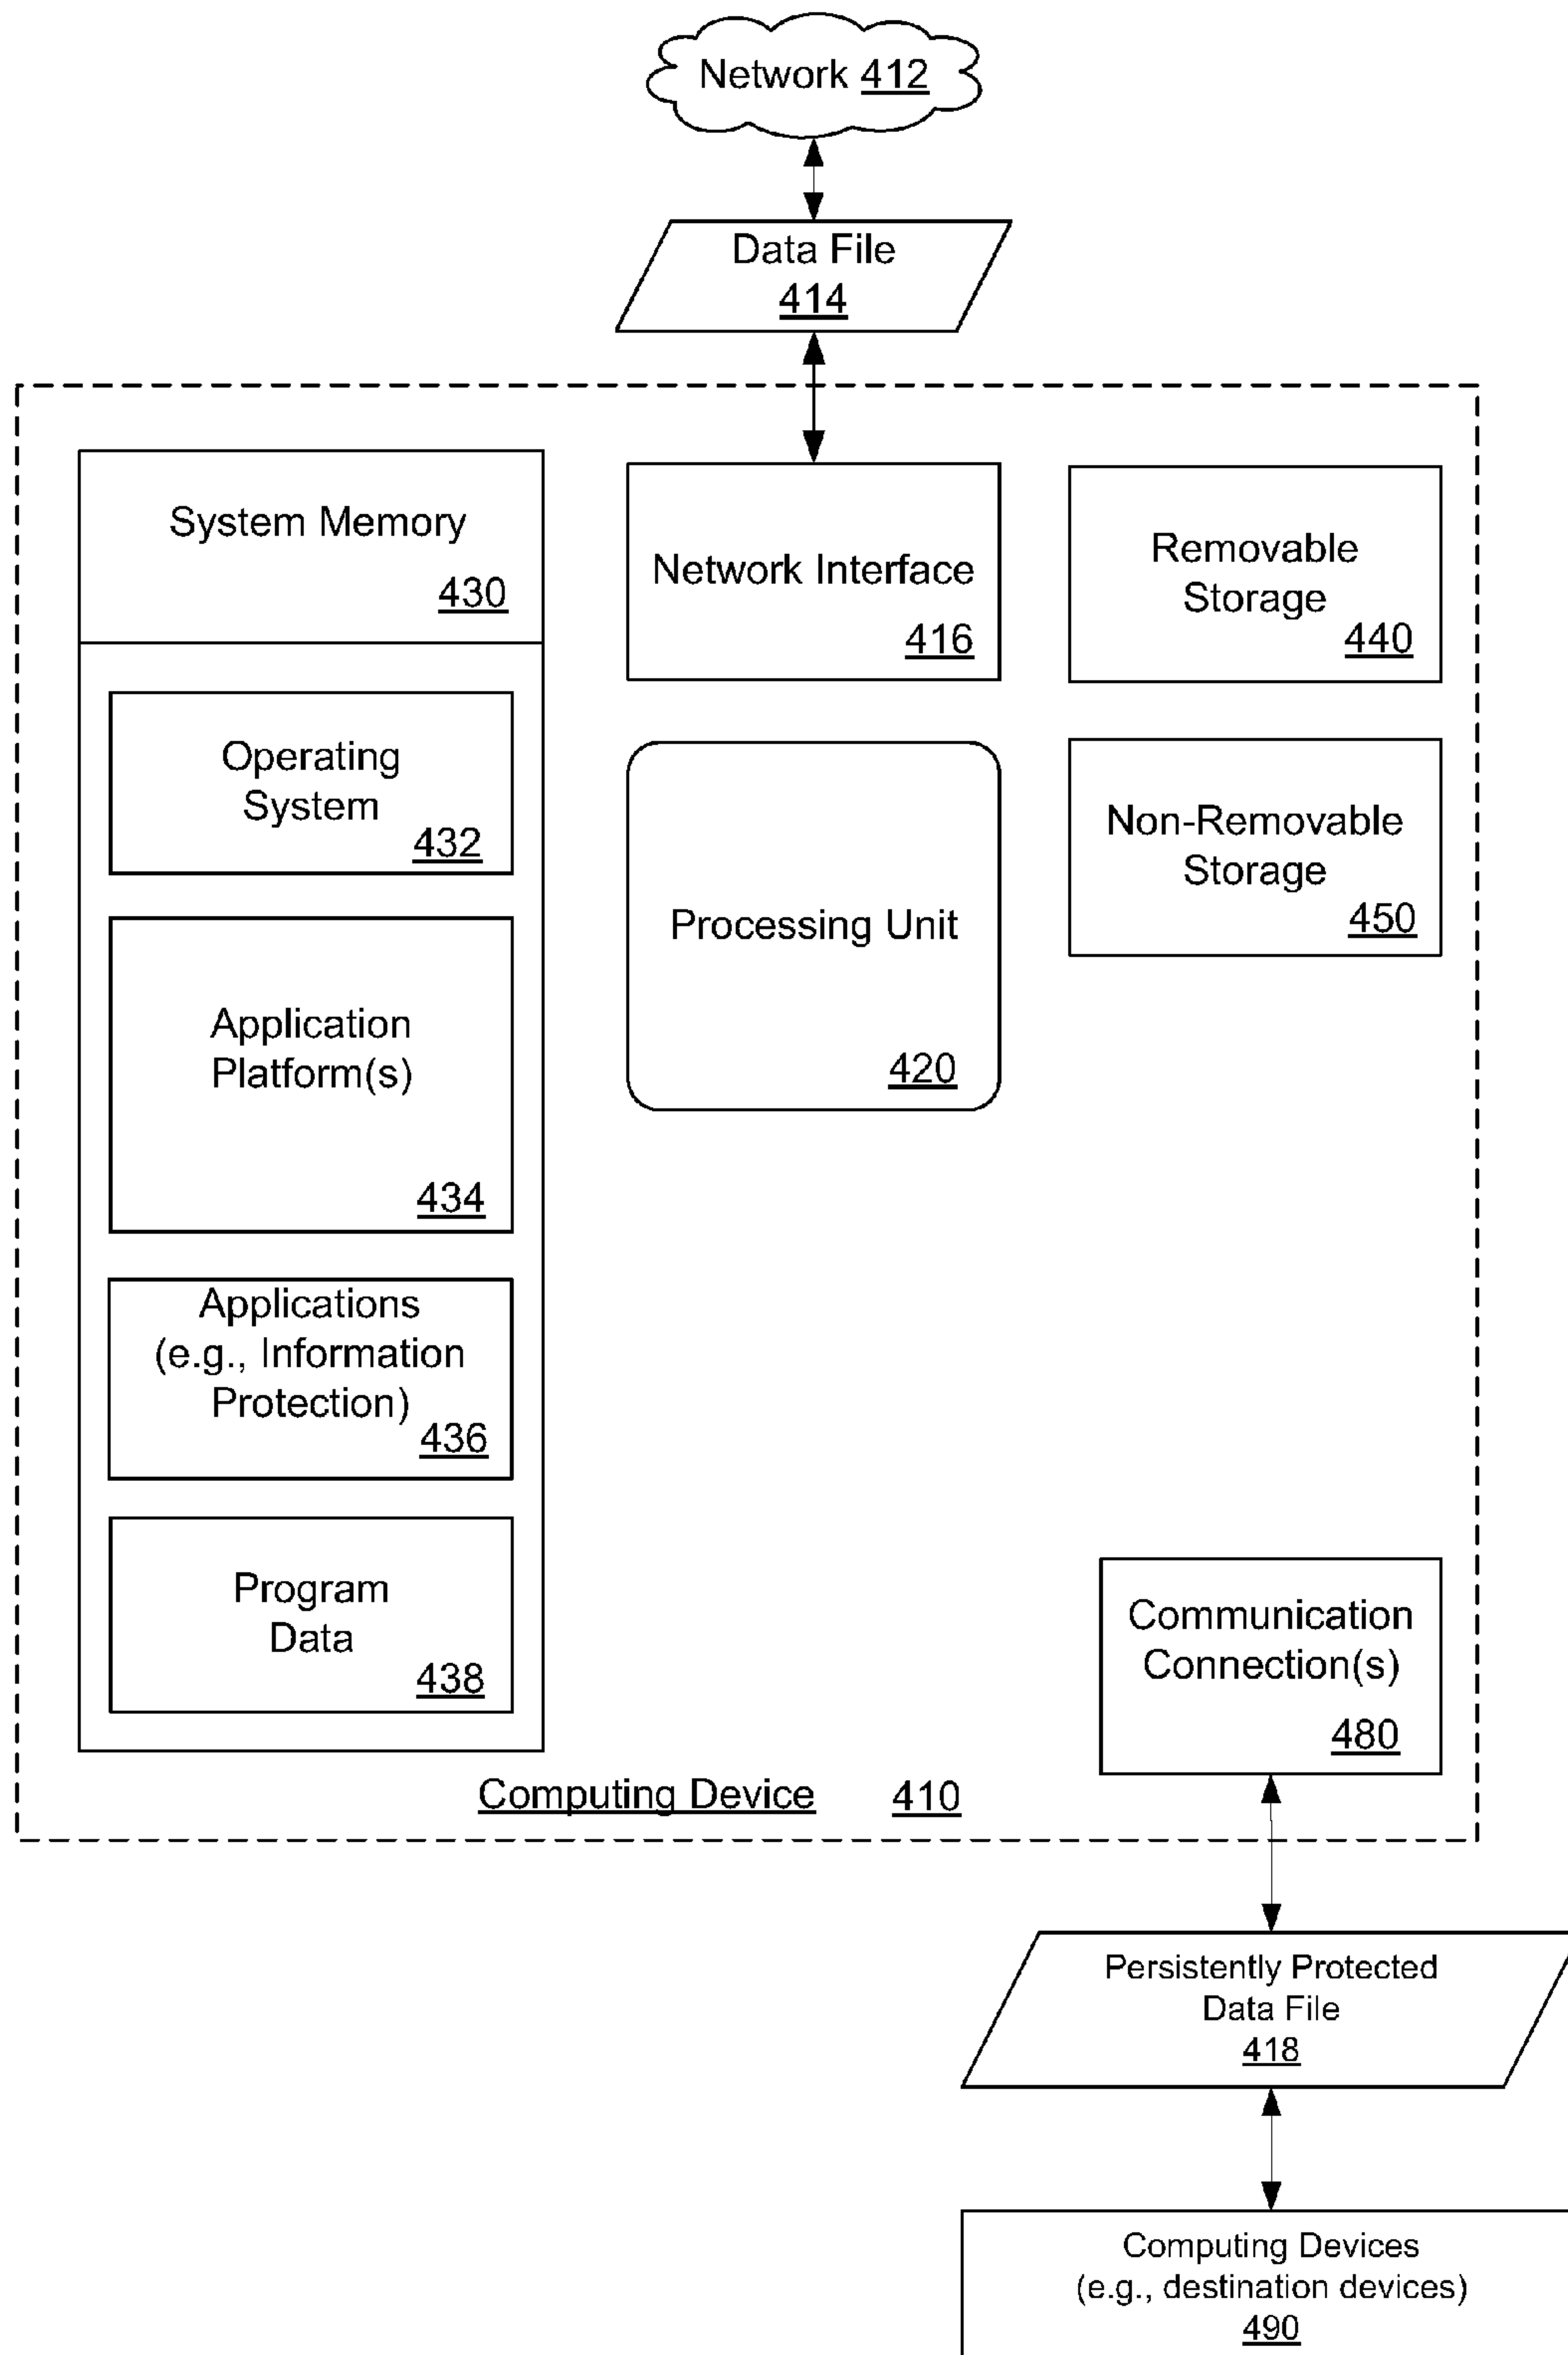 Network 412
Data File
414
System Memory
430
Operating
System
432
Application
Platform(s)
434
Applications
(e.g., Information
Protection)
436
Program
Data
438
Network Interface
416
Processing Unit
420
Removable
Storage
440
Non-Removable
Storage
450
Communication
Connection(s)
480
Computing Device 410
Persistently Protected
Data File
418
Computing Devices
(e.g., destination devices)
490